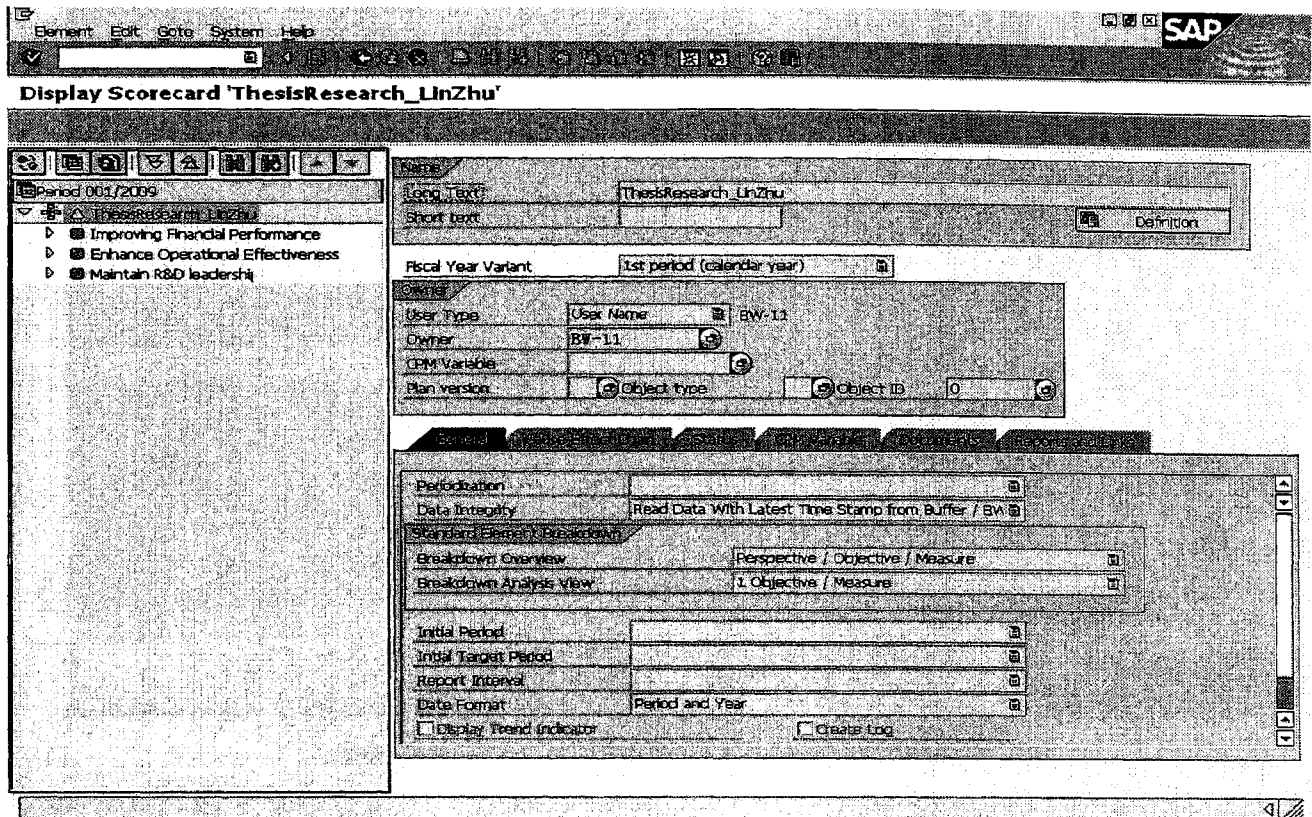 Element Edit Goto System Help
SAP
Display Scorecard 'ThesisResearch_LinZhu'
Period 001/2009
ThesisResearch_LinZhu
Improving Financial Performance
Enhance Operational Effectiveness
Maintain R&D leadershi
Name
Long Text
ThesisResearch_LinZhu
Short text
Definition
Fiscal Year Variant
1st period (calendar year)
Owner
User Type
User Name
BW-11
Owner
BW-11
CPM Variable
Plan version
Object type
Object ID
0
General
Status
Documents
Periodization
Data Integrity
Read Data With Latest Time Stamp from Buffer / BW
Standard Element Breakdown
Breakdown Overview
Perspective / Objective / Measure
Breakdown Analysis View
1 Objective / Measure
Initial Period
Initial Target Period
Report Interval
Date Format
Period and Year
Display Trend Indicator
Create Log